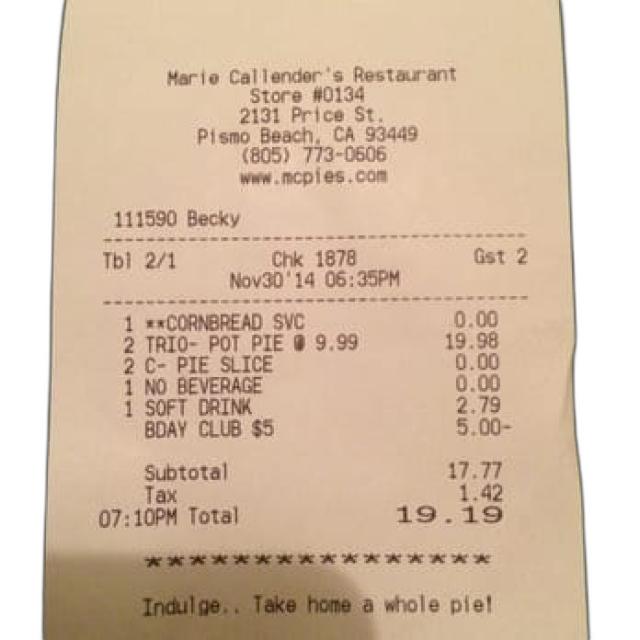 Marie Callender's Restaurant
Store #0134
2131 Price St.
Pismo Beach, CA 93449
(805) 773-0606
www.mcpies.com
111590 Becky
Tbl 2/1 Chk 1878 Gst 2
Nov30'14 06:35PM
1 **CORNBREAD SVC 0.00
2 TRIO- POT PIE @ 9.99 19.98
2 C- PIE SLICE 0.00
1 NO BEVERAGE 0.00
1 SOFT DRINK 2.79
BDAY CLUB $5 5.00-
Subtotal 17.77
Tax 1.42
07:10PM Total 19.19
****************
Indulge.. Take home a whole pie!